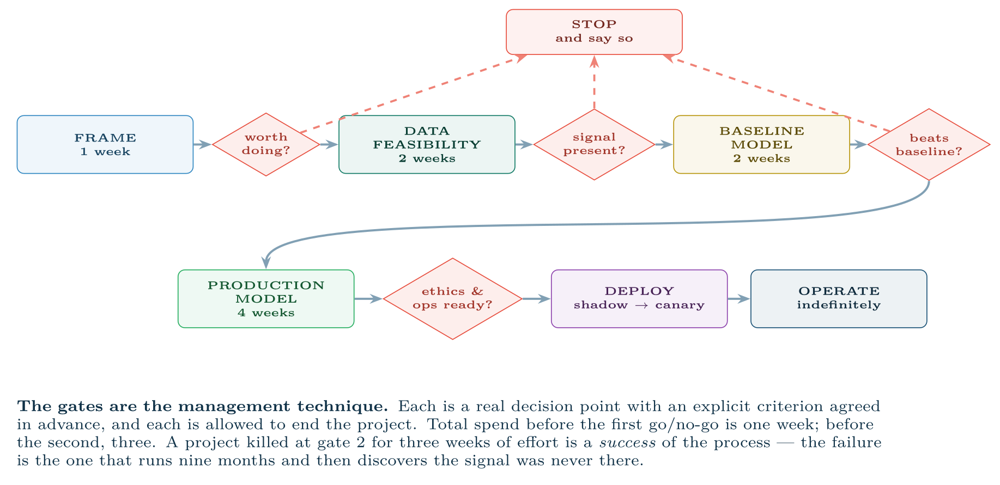 STOP
and say so
FRAME
1 week
worth
doing?
DATA
FEASIBILITY
2 weeks
signal
present?
BASELINE
MODEL
2 weeks
beats
baseline?
PRODUCTION
MODEL
4 weeks
ethics &
ops ready?
DEPLOY
shadow → canary
OPERATE
indefinitely
The gates are the management technique. Each is a real decision point with an explicit criterion agreed
in advance, and each is allowed to end the project. Total spend before the first go/no-go is one week; before
the second, three. A project killed at gate 2 for three weeks of effort is a success of the process — the failure
is the one that runs nine months and then discovers the signal was never there.